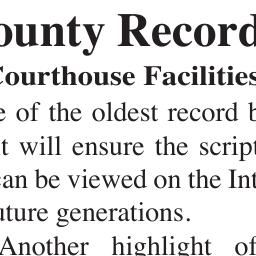 ounty Record
Courthouse Facilities
e of the oldest record b
t will ensure the script
can be viewed on the Int
uture generations.
Another highlight of